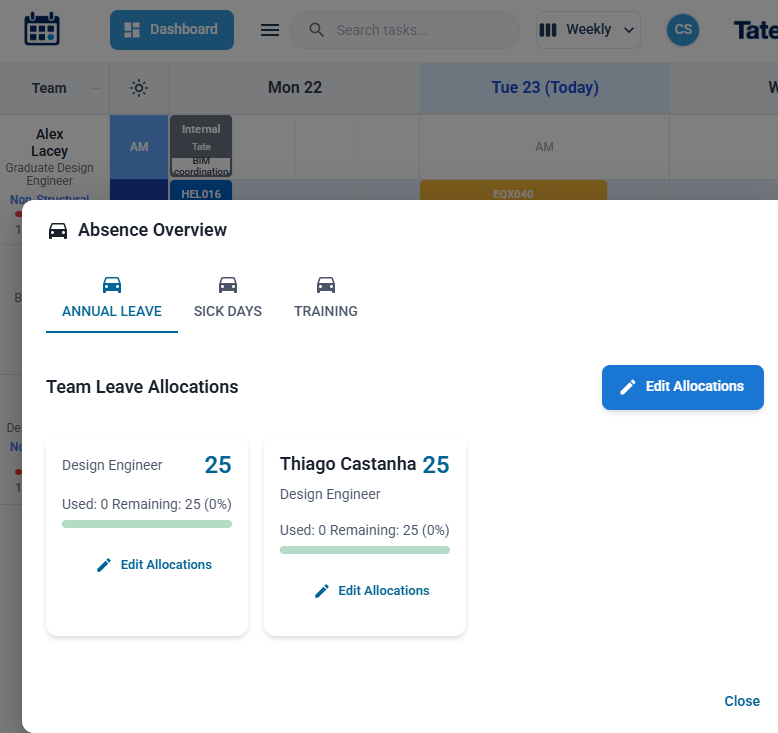 Dashboard
Search tasks...
Weekly
CS
Tate
Team
Mon 22
Tue 23 (Today)
W
Alex
Lacey
Graduate Design
Engineer
Non-Structural
AM
Internal
Tate
BIM
coordination
AM
HEL016
EQX040
1
B
De
No
1
Absence Overview
ANNUAL LEAVE
SICK DAYS
TRAINING
Team Leave Allocations
Edit Allocations
Design Engineer
25
Used: 0 Remaining: 25 (0%)
Edit Allocations
Thiago Castanha
25
Design Engineer
Used: 0 Remaining: 25 (0%)
Edit Allocations
Close